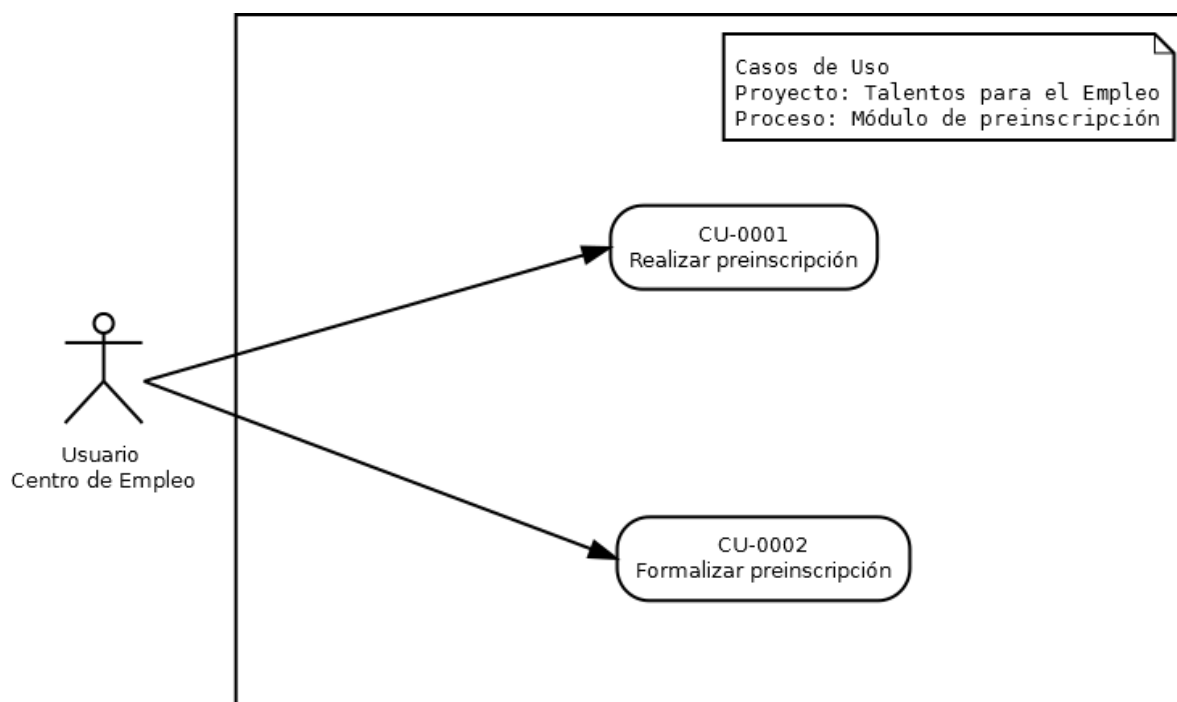 Casos de Uso
Proyecto: Talentos para el Empleo
Proceso: Módulo de preinscripción
CU-0001
Realizar preinscripción
Usuario
Centro de Empleo
CU-0002
Formalizar preinscripción